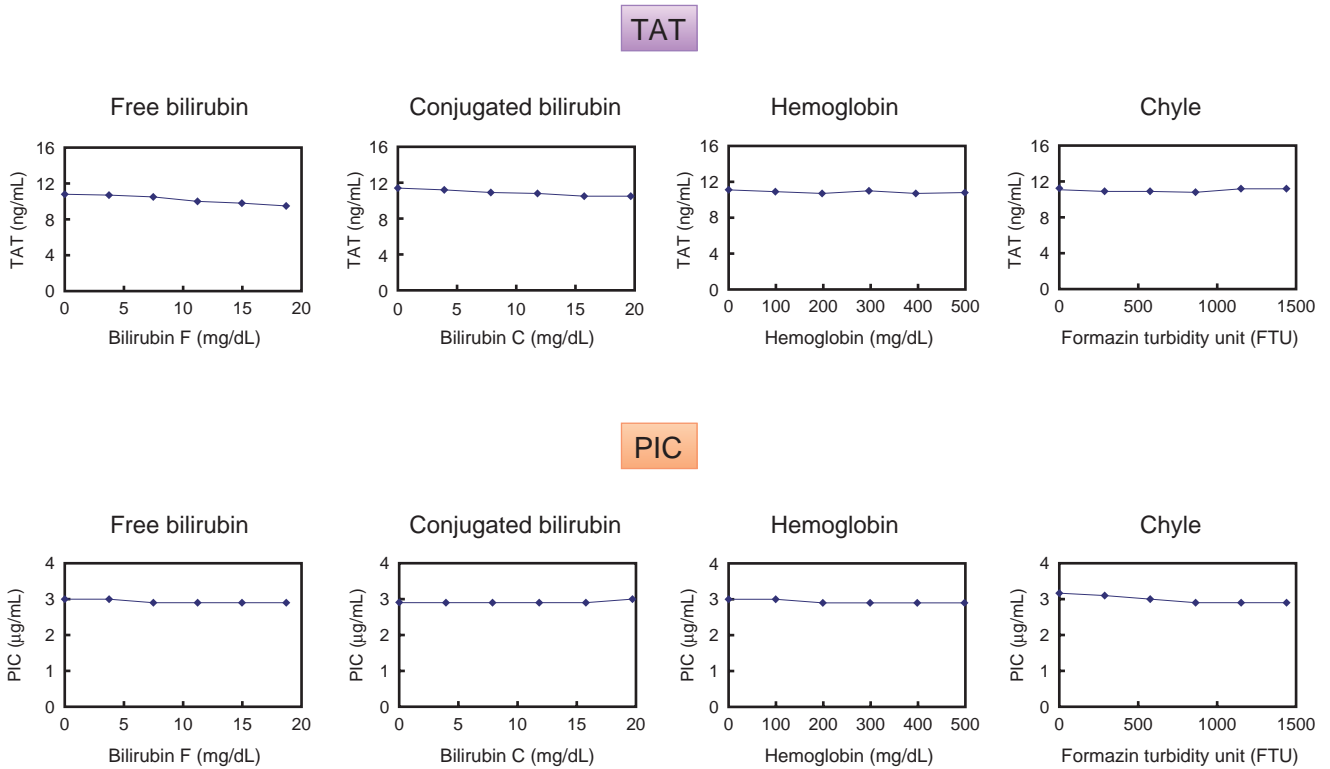 TAT
Free bilirubin
Conjugated bilirubin
Hemoglobin
Chyle
TAT (ng/mL)
16
12
8
4
0
0 5 10 15 20
Bilirubin F (mg/dL)
TAT (ng/mL)
16
12
8
4
0
0 5 10 15 20
Bilirubin C (mg/dL)
TAT (ng/mL)
16
12
8
4
0
0 100 200 300 400 500
Hemoglobin (mg/dL)
TAT (ng/mL)
16
12
8
4
0
0 500 1000 1500
Formazin turbidity unit (FTU)
PIC
Free bilirubin
Conjugated bilirubin
Hemoglobin
Chyle
PIC (µg/mL)
4
3
2
1
0
0 5 10 15 20
Bilirubin F (mg/dL)
PIC (µg/mL)
4
3
2
1
0
0 5 10 15 20
Bilirubin C (mg/dL)
PIC (µg/mL)
4
3
2
1
0
0 100 200 300 400 500
Hemoglobin (mg/dL)
PIC (µg/mL)
4
3
2
1
0
0 500 1000 1500
Formazin turbidity unit (FTU)